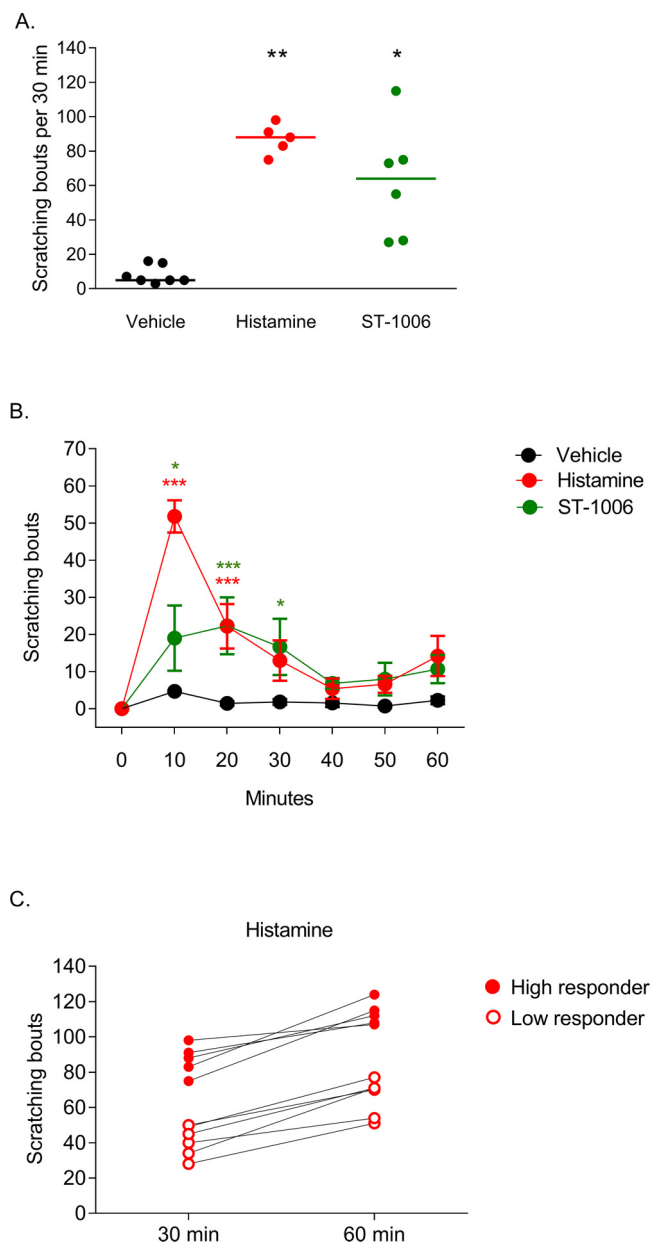 A.
140
120
100
80
60
40
20
0
Scratching bouts per 30 min
** *
Vehicle Histamine ST-1006
B.
70
60
50
40
30
20
10
0
Scratching bouts
*
***
***
***
*
0 10 20 30 40 50 60
Minutes
Vehicle
Histamine
ST-1006
C.
Histamine
140
120
100
80
60
40
20
0
Scratching bouts
30 min 60 min
High responder
Low responder